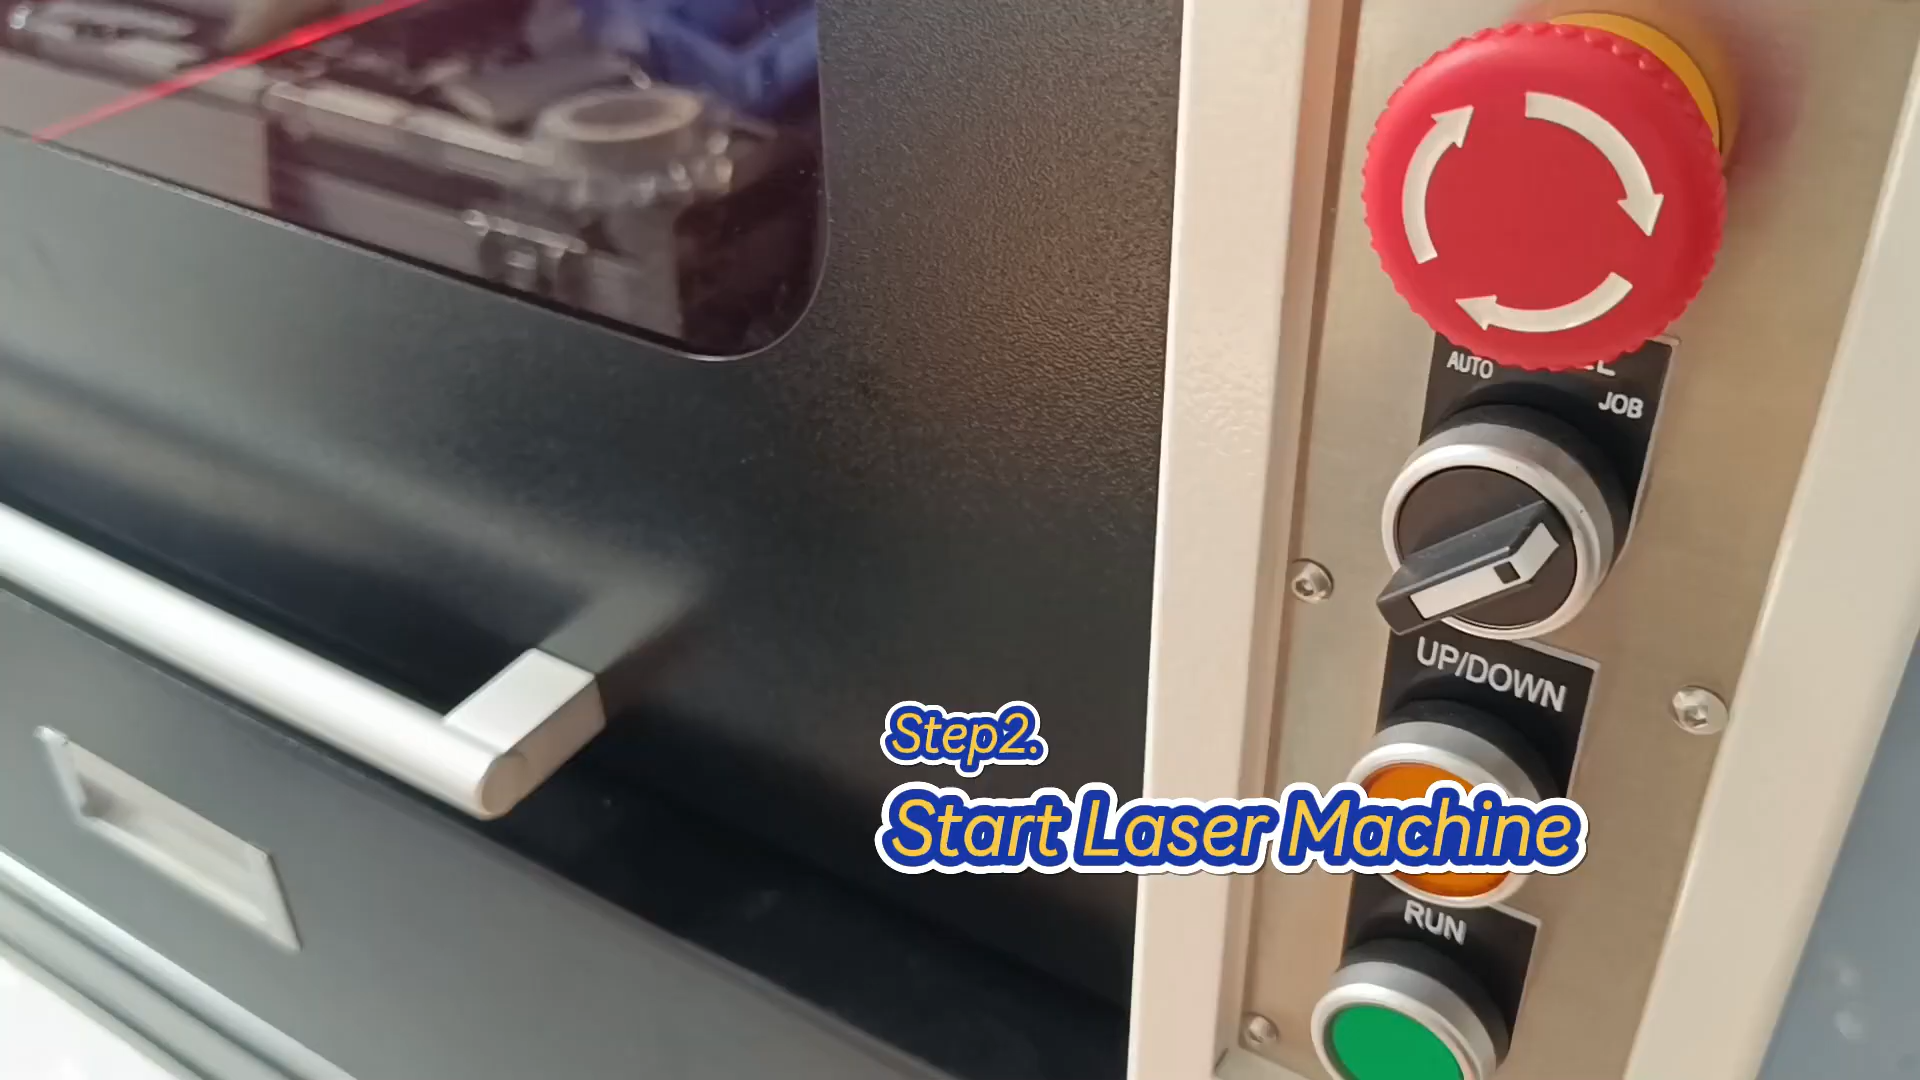 AUTO
JOB
UP/DOWN
Step2.
Start Laser Machine
RUN